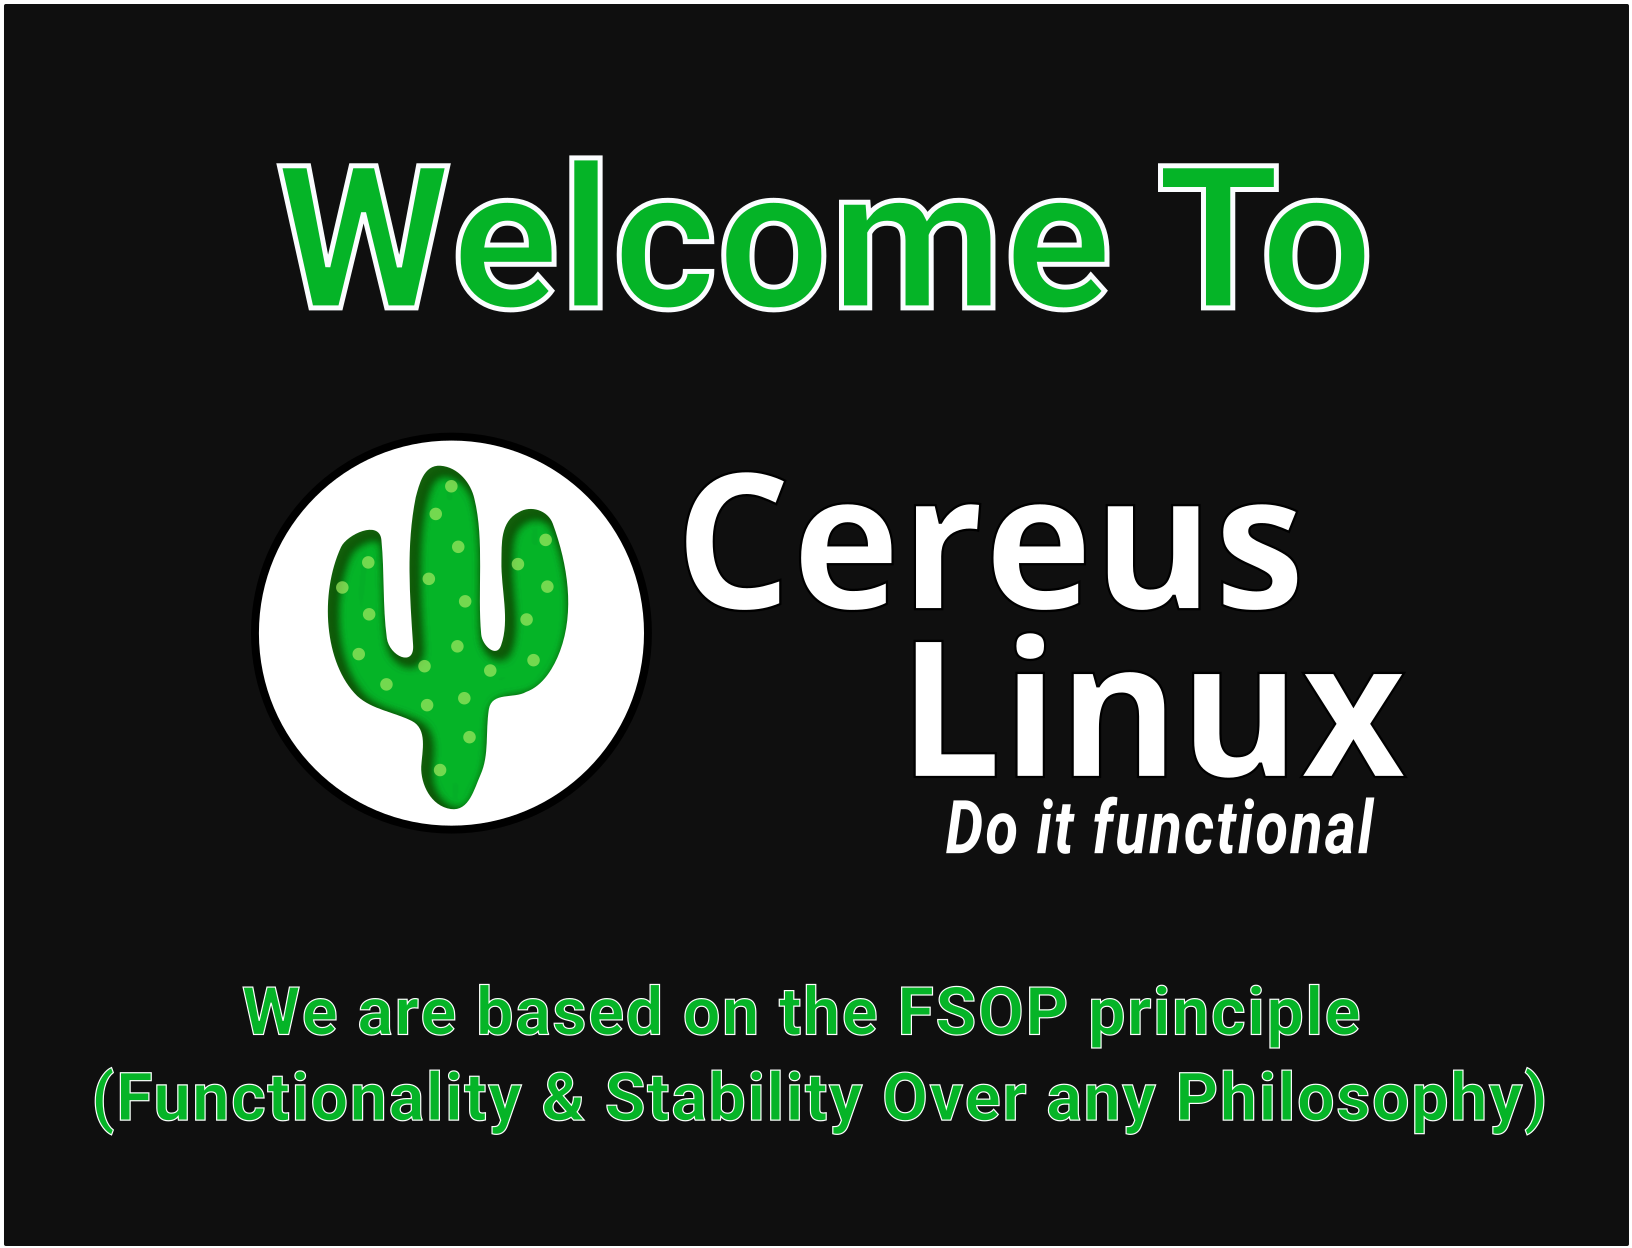 Welcome To
Cereus
Linux
Do it functional
We are based on the FSOP principle
(Functionality & Stability Over any Philosophy)